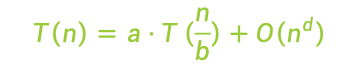 T(n) = a · T (n/b) + O(n^d)